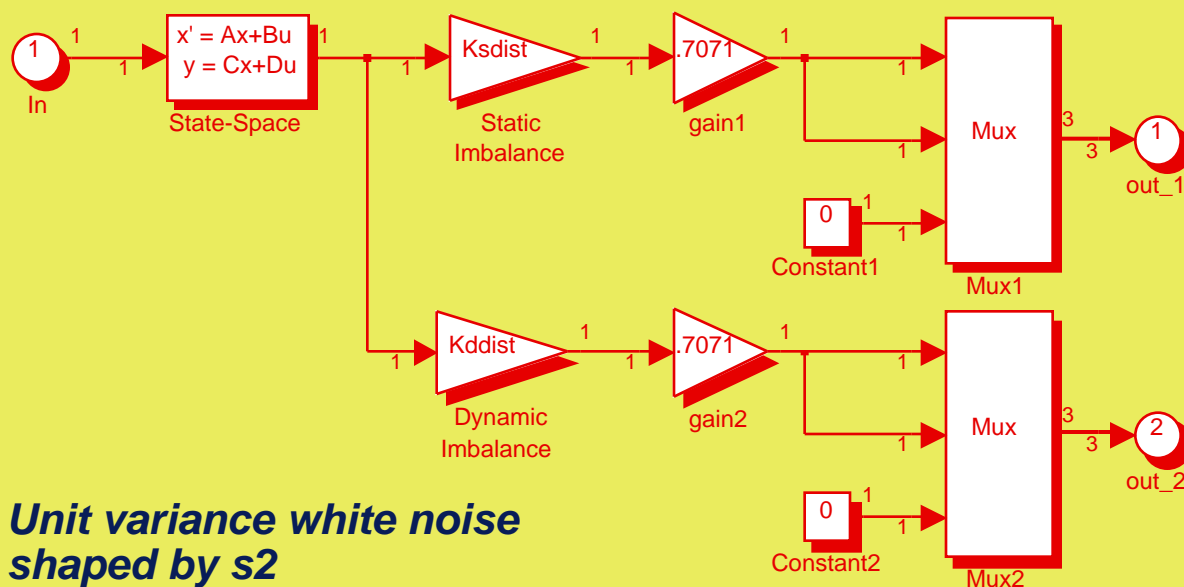 1
1
1
In
x' = Ax+Bu
y = Cx+Du
1
State-Space
1
Ksdist
1
Static
Imbalance
1
.7071
1
gain1
1
1
0
1
1
Constant1
Mux
Mux1
3
3
1
out_1
1
Kddist
1
Dynamic
Imbalance
1
.7071
1
gain2
1
1
0
1
1
Constant2
Mux
Mux2
3
3
2
out_2
Unit variance white noise
shaped by s2